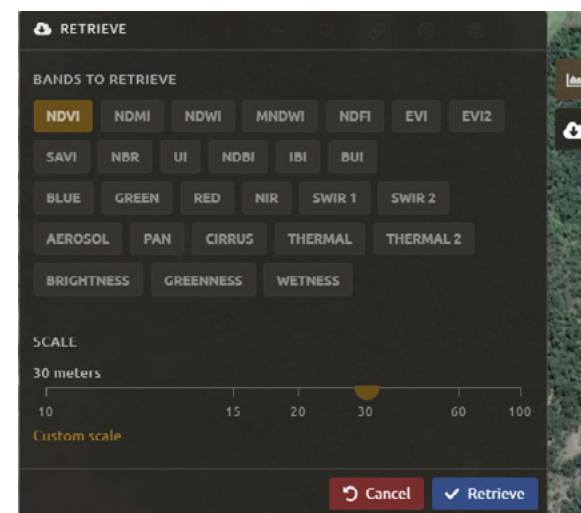 RETRIEVE
BANDS TO RETRIEVE
NDVI NDMI NDWI MNDWI NDFI EVI EVI2
SAVI NBR UI NDBI IBI BUI
BLUE GREEN RED NIR SWIR 1 SWIR 2
AEROSOL PAN CIRRUS THERMAL THERMAL 2
BRIGHTNESS GREENNESS WETNESS
SCALE
30 meters
10 15 20 30 60 100
Custom scale
Cancel Retrieve